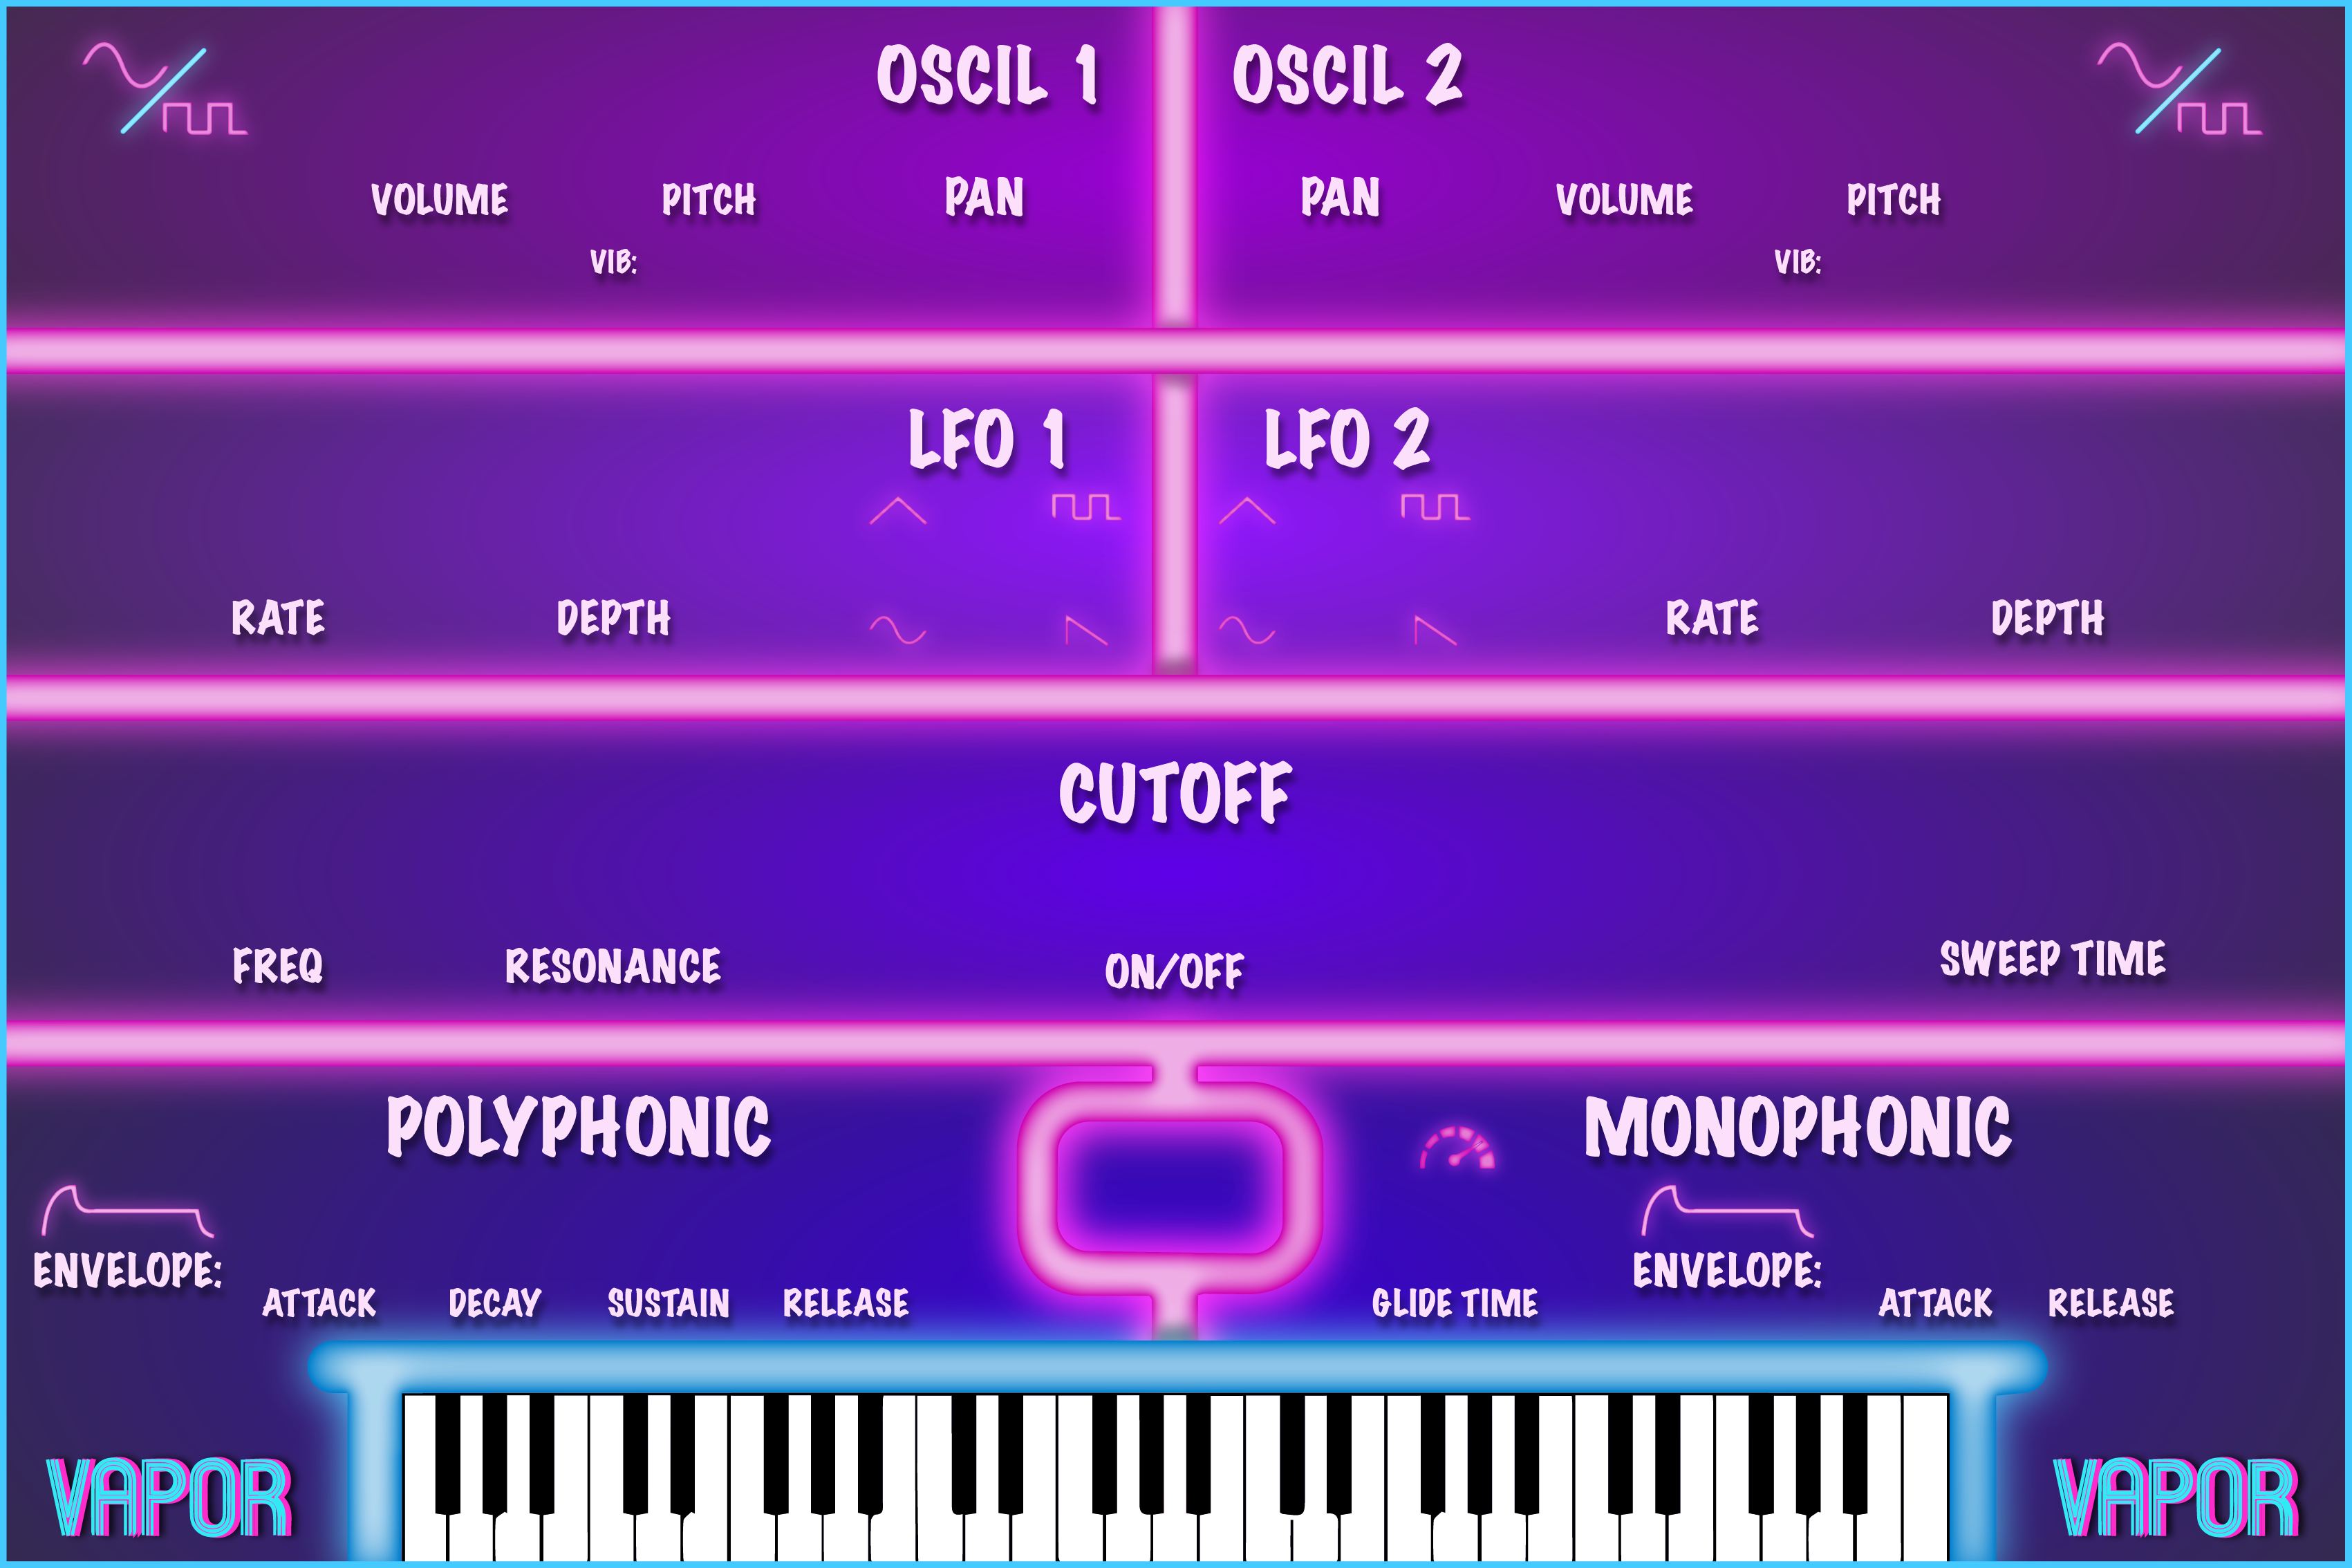 OSCIL 1
OSCIL 2
VOLUME
PITCH
PAN
PAN
VOLUME
PITCH
VIB:
VIB:
LFO 1
LFO 2
RATE
DEPTH
RATE
DEPTH
CUTOFF
FREQ
RESONANCE
ON/OFF
SWEEP TIME
POLYPHONIC
MONOPHONIC
ENVELOPE:
ATTACK
DECAY
SUSTAIN
RELEASE
GLIDE TIME
ENVELOPE:
ATTACK
RELEASE
VAPOR
VAPOR